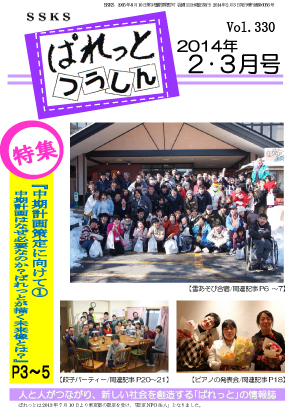 SSKS
Vol.330
ぱれっと
つうしん
2014年
2・3月号
特集
『中期計画策定に向けて①
中期計画はなぜ必要なのか？ぱれっとが描く未来像とは？』
P3～5
【雪あそび合宿/関連記事P6～7】
【餃子パーティー/関連記事P20～21】
【ピアノの発表会/関連記事P18】
人と人がつながり、新しい社会を創造する「ぱれっと」の情報誌